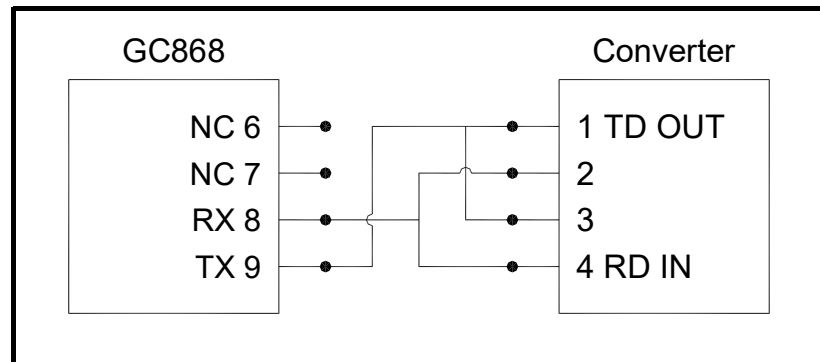 GC868
Converter
NC 6
NC 7
RX 8
TX 9
1 TD OUT
2
3
4 RD IN